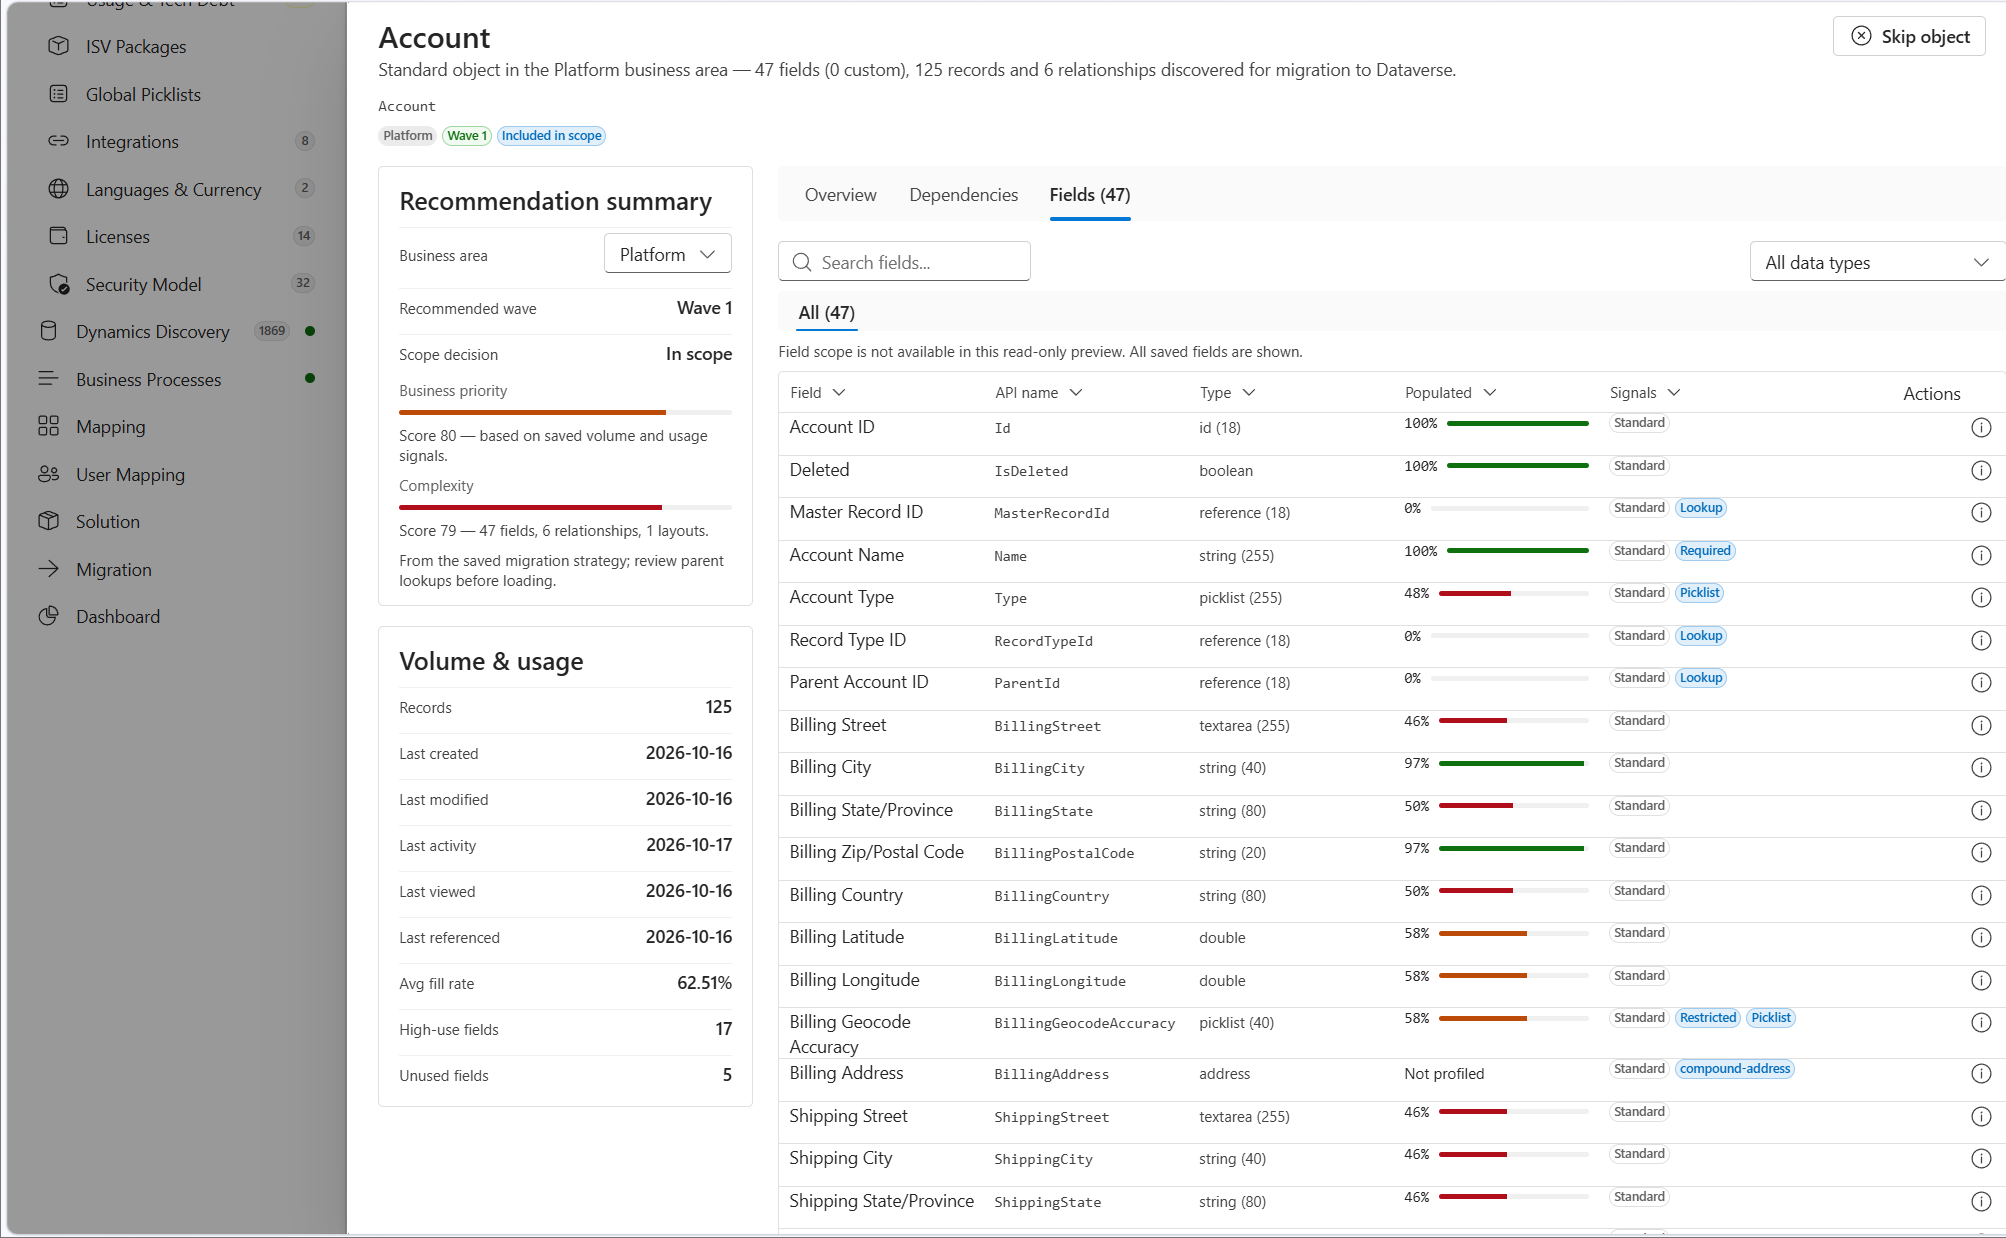 Usage & Tech Debt
ISV Packages
Global Picklists
Integrations 8
Languages & Currency 2
Licenses 14
Security Model 32
Dynamics Discovery 1869
Business Processes
Mapping
User Mapping
Solution
Migration
Dashboard
Account
Skip object
Standard object in the Platform business area — 47 fields (0 custom), 125 records and 6 relationships discovered for migration to Dataverse.
Account
Platform Wave 1 Included in scope
Recommendation summary
Business area Platform
Recommended wave Wave 1
Scope decision In scope
Business priority
Score 80 — based on saved volume and usage
signals.
Complexity
Score 79 — 47 fields, 6 relationships, 1 layouts.
From the saved migration strategy; review parent
lookups before loading.
Volume & usage
Records 125
Last created 2026-10-16
Last modified 2026-10-16
Last activity 2026-10-17
Last viewed 2026-10-16
Last referenced 2026-10-16
Avg fill rate 62.51%
High-use fields 17
Unused fields 5
Overview Dependencies Fields (47)
Search fields... All data types
All (47)
Field scope is not available in this read-only preview. All saved fields are shown.
Field API name Type Populated Signals Actions
Account ID Id id (18) 100% Standard
Deleted IsDeleted boolean 100% Standard
Master Record ID MasterRecordId reference (18) 0% Standard Lookup
Account Name Name string (255) 100% Standard Required
Account Type Type picklist (255) 48% Standard Picklist
Record Type ID RecordTypeId reference (18) 0% Standard Lookup
Parent Account ID ParentId reference (18) 0% Standard Lookup
Billing Street BillingStreet textarea (255) 46% Standard
Billing City BillingCity string (40) 97% Standard
Billing State/Province BillingState string (80) 50% Standard
Billing Zip/Postal Code BillingPostalCode string (20) 97% Standard
Billing Country BillingCountry string (80) 50% Standard
Billing Latitude BillingLatitude double 58% Standard
Billing Longitude BillingLongitude double 58% Standard
Billing Geocode BillingGeocodeAccuracy picklist (40) 58% Standard Restricted Picklist
Accuracy
Billing Address BillingAddress address Not profiled Standard compound-address
Shipping Street ShippingStreet textarea (255) 46% Standard
Shipping City ShippingCity string (40) 46% Standard
Shipping State/Province ShippingState string (80) 46% Standard